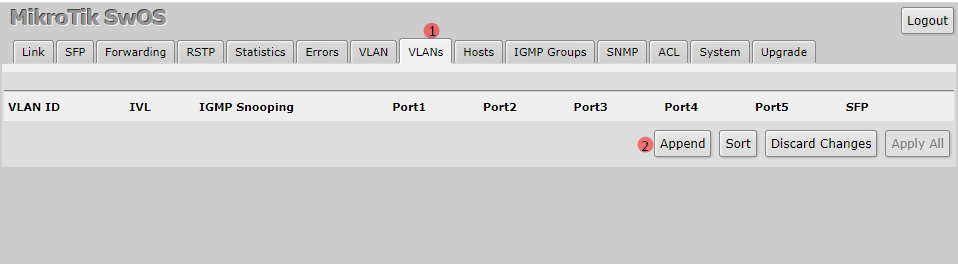 MikroTik SwOS
Logout
1
Link SFP Forwarding RSTP Statistics Errors VLAN VLANs Hosts IGMP Groups SNMP ACL System Upgrade
VLAN ID IVL IGMP Snooping Port1 Port2 Port3 Port4 Port5 SFP
2 Append Sort Discard Changes Apply All